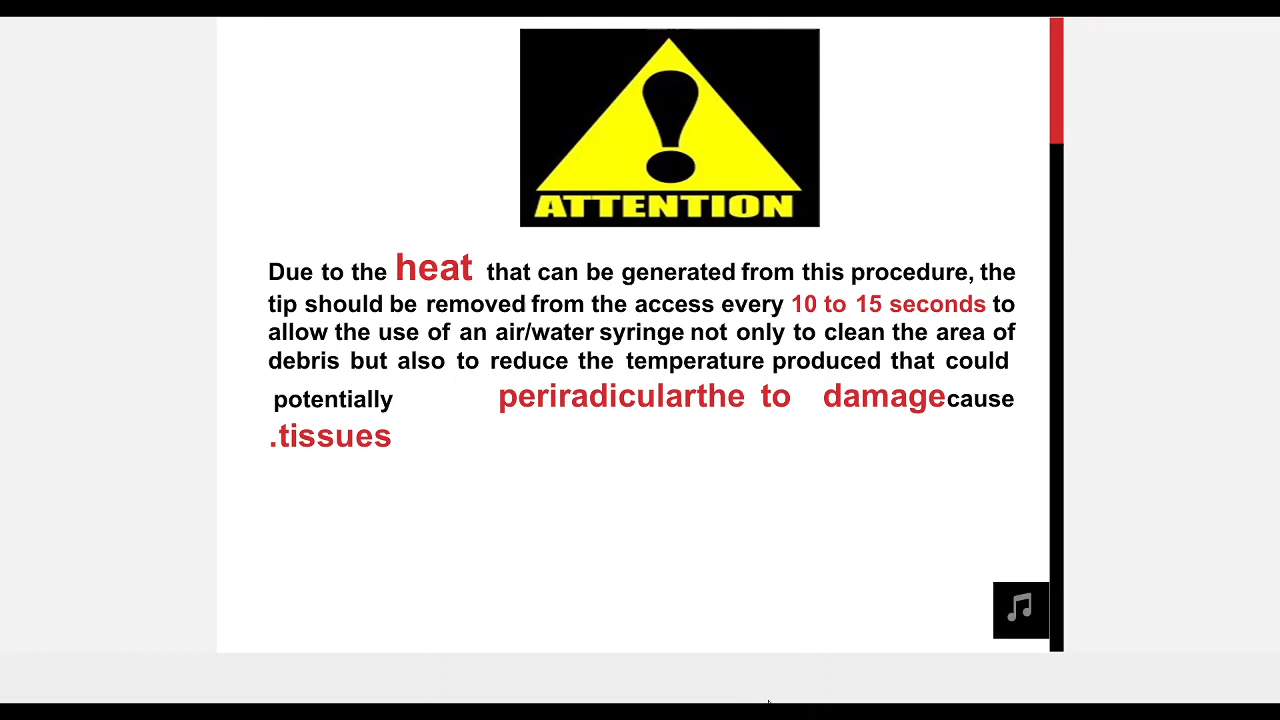 ATTENTION
Due to the heat that can be generated from this procedure, the
tip should be removed from the access every 10 to 15 seconds to
allow the use of an air/water syringe not only to clean the area of
debris but also to reduce the temperature produced that could
potentially periradicularthe to damagecause
.tissues